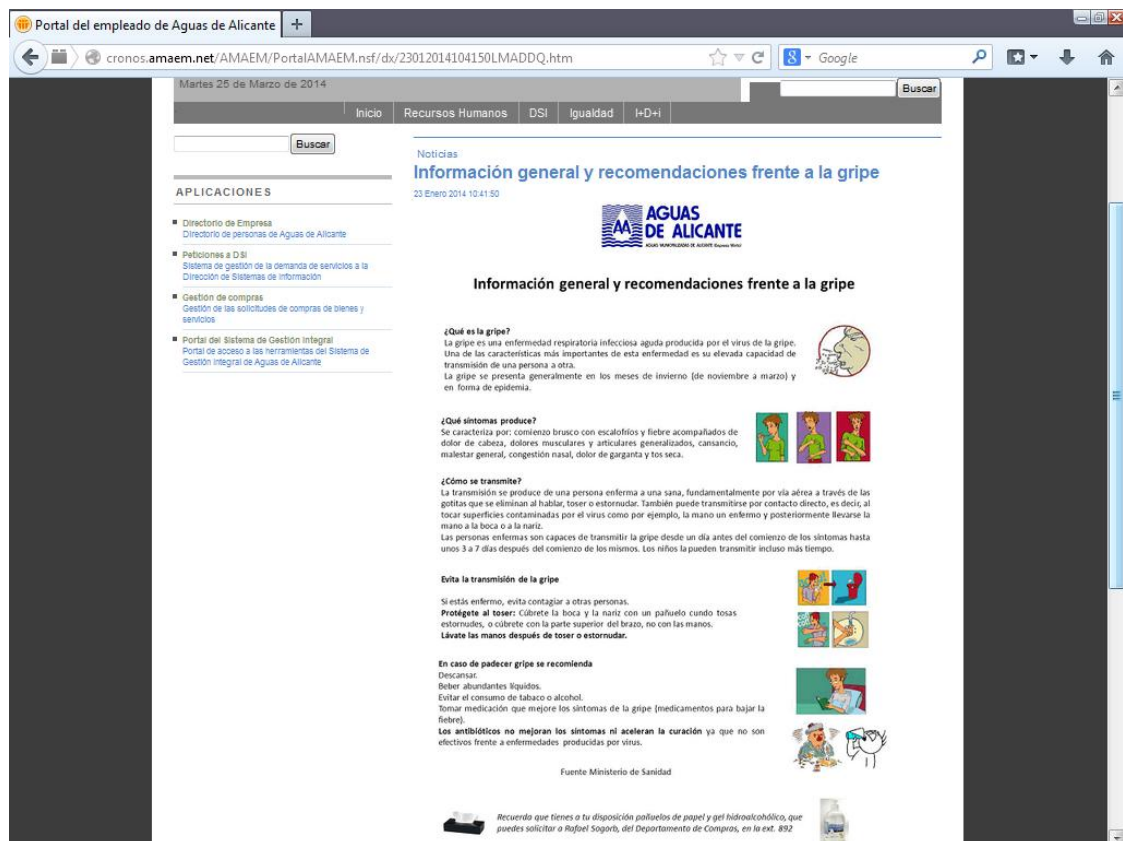 Portal del empleado de Aguas de Alicante
cronos.amaem.net/AMAEM/PortalAMAEM.nsf/dx/23012014104150LMADDQ.htm
Google
Martes 25 de Marzo de 2014
Buscar
Inicio
Recursos Humanos
DSI
Igualdad
I+D+i
Buscar
APLICACIONES
Directorio de Empresa
Directorio de personas de Aguas de Alicante
Peticiones a DSI
Sistema de gestión de la demanda de servicios a la
Dirección de Sistemas de Información
Gestión de compras
Gestión de las solicitudes de compras de bienes y
servicios
Portal del Sistema de Gestión Integral
Portal de acceso a las herramientas del Sistema de
Gestión Integral de Aguas de Alicante
Noticias
Información general y recomendaciones frente a la gripe
23 Enero 2014 10:41:50
AGUAS
DE ALICANTE
AGUAS MUNICIPALIZADAS DE ALICANTE (Empresa Mixta)
Información general y recomendaciones frente a la gripe
¿Qué es la gripe?
La gripe es una enfermedad respiratoria infecciosa aguda producida por el virus de la gripe.
Una de las características más importantes de esta enfermedad es su elevada capacidad de
transmisión de una persona a otra.
La gripe se presenta generalmente en los meses de invierno (de noviembre a marzo) y
en forma de epidemia.
¿Qué síntomas produce?
Se caracteriza por: comienzo brusco con escalofríos y fiebre acompañados de
dolor de cabeza, dolores musculares y articulares generalizados, cansancio,
malestar general, congestión nasal, dolor de garganta y tos seca.
¿Cómo se transmite?
La transmisión se produce de una persona enferma a una sana, fundamentalmente por vía aérea a través de las
gotitas que se eliminan al hablar, toser o estornudar. También puede transmitirse por contacto directo, es decir, al
tocar superficies contaminadas por el virus como por ejemplo, la mano un enfermo y posteriormente llevarse la
mano a la boca o a la nariz.
Las personas enfermas son capaces de transmitir la gripe desde un día antes del comienzo de los síntomas hasta
unos 3 a 7 días después del comienzo de los mismos. Los niños la pueden transmitir incluso más tiempo.
Evita la transmisión de la gripe
Si estás enfermo, evita contagiar a otras personas.
Protégete al toser: Cúbrete la boca y la nariz con un pañuelo cundo tosas
estornudes, o cúbrete con la parte superior del brazo, no con las manos.
Lávate las manos después de toser o estornudar.
En caso de padecer gripe se recomienda
Descansar.
Beber abundantes líquidos.
Evitar el consumo de tabaco o alcohol.
Tomar medicación que mejore los síntomas de la gripe (medicamentos para bajar la
fiebre).
Los antibióticos no mejoran los síntomas ni aceleran la curación ya que no son
efectivos frente a enfermedades producidas por virus.
Fuente Ministerio de Sanidad
Recuerda que tienes a tu disposición pañuelos de papel y gel hidroalcohólico, que
puedes solicitar a Rafael Sogorb, del Departamento de Compras, en la ext. 892